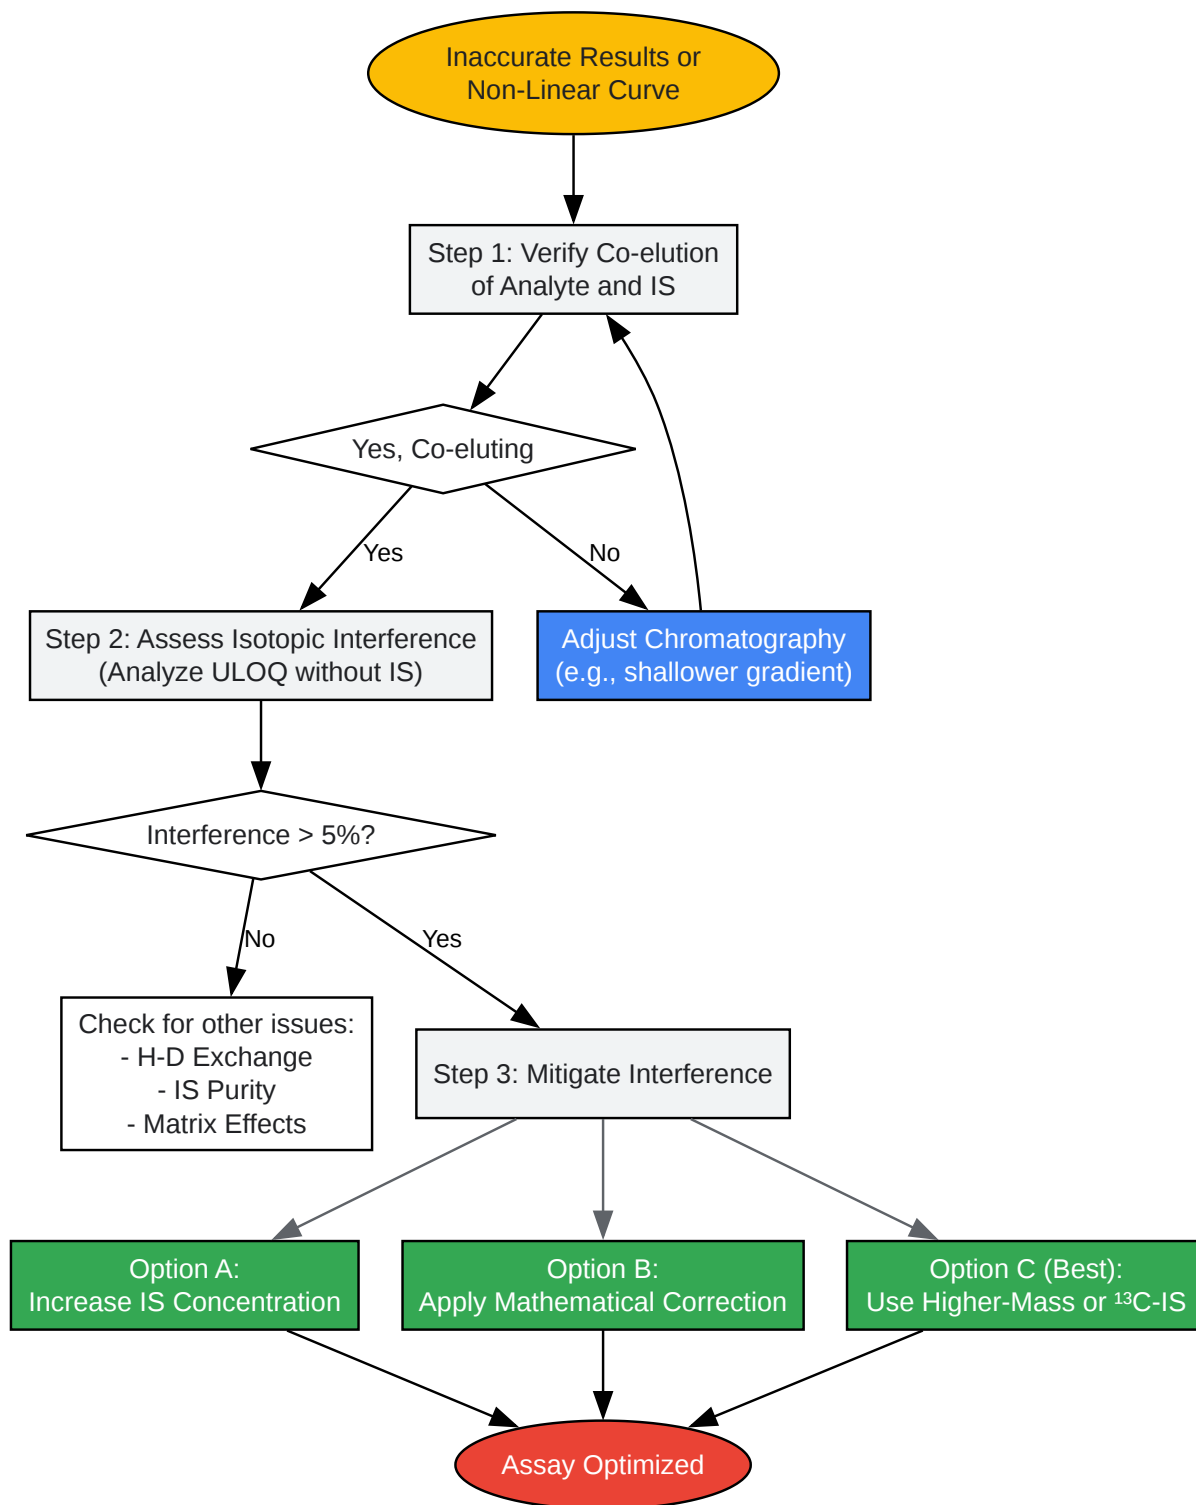 Inaccurate Results or
Non-Linear Curve
Step 1: Verify Co-elution
of Analyte and IS
Yes, Co-eluting
Yes
No
Step 2: Assess Isotopic Interference
(Analyze ULOQ without IS)
Adjust Chromatography
(e.g., shallower gradient)
Interference > 5%?
No
Yes
Check for other issues:
- H-D Exchange
- IS Purity
- Matrix Effects
Step 3: Mitigate Interference
Option A:
Increase IS Concentration
Option B:
Apply Mathematical Correction
Option C (Best):
Use Higher-Mass or ¹³C-IS
Assay Optimized